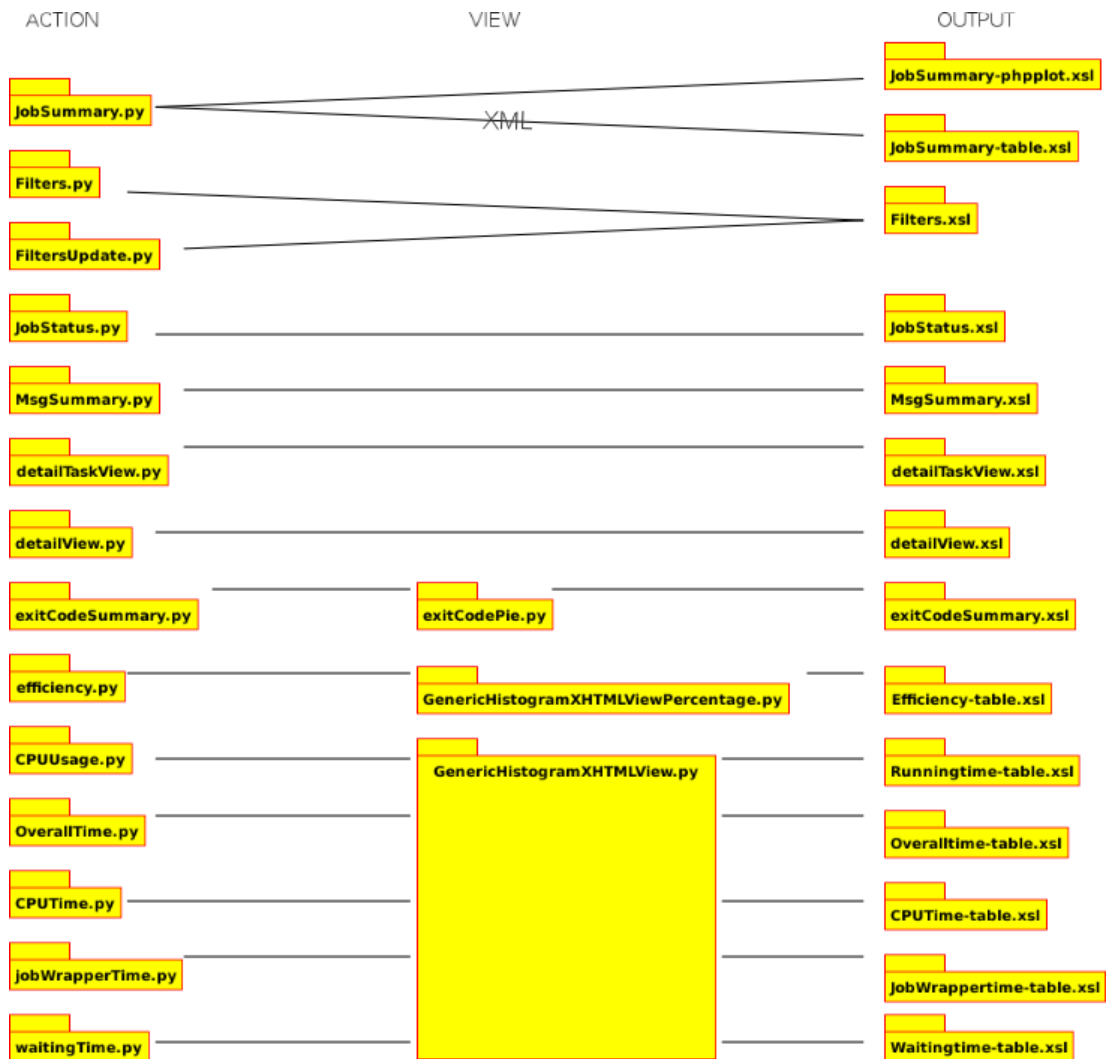 ACTION VIEW OUTPUT
JobSummary-phpplot.xsl
JobSummary.py
XML
JobSummary-table.xsl
Filters.py
Filters.xsl
FiltersUpdate.py
JobStatus.py JobStatus.xsl
MsgSummary.py MsgSummary.xsl
detailTaskView.py detailTaskView.xsl
detailView.py detailView.xsl
exitCodeSummary.py exitCodePie.py exitCodeSummary.xsl
efficiency.py GenericHistogramXHTMLViewPercentage.py Efficiency-table.xsl
CPUUsage.py GenericHistogramXHTMLView.py Runningtime-table.xsl
OverallTime.py Overalltime-table.xsl
CPUTime.py CPUTime-table.xsl
jobWrapperTime.py JobWrappertime-table.xsl
waitingTime.py Waitingtime-table.xsl